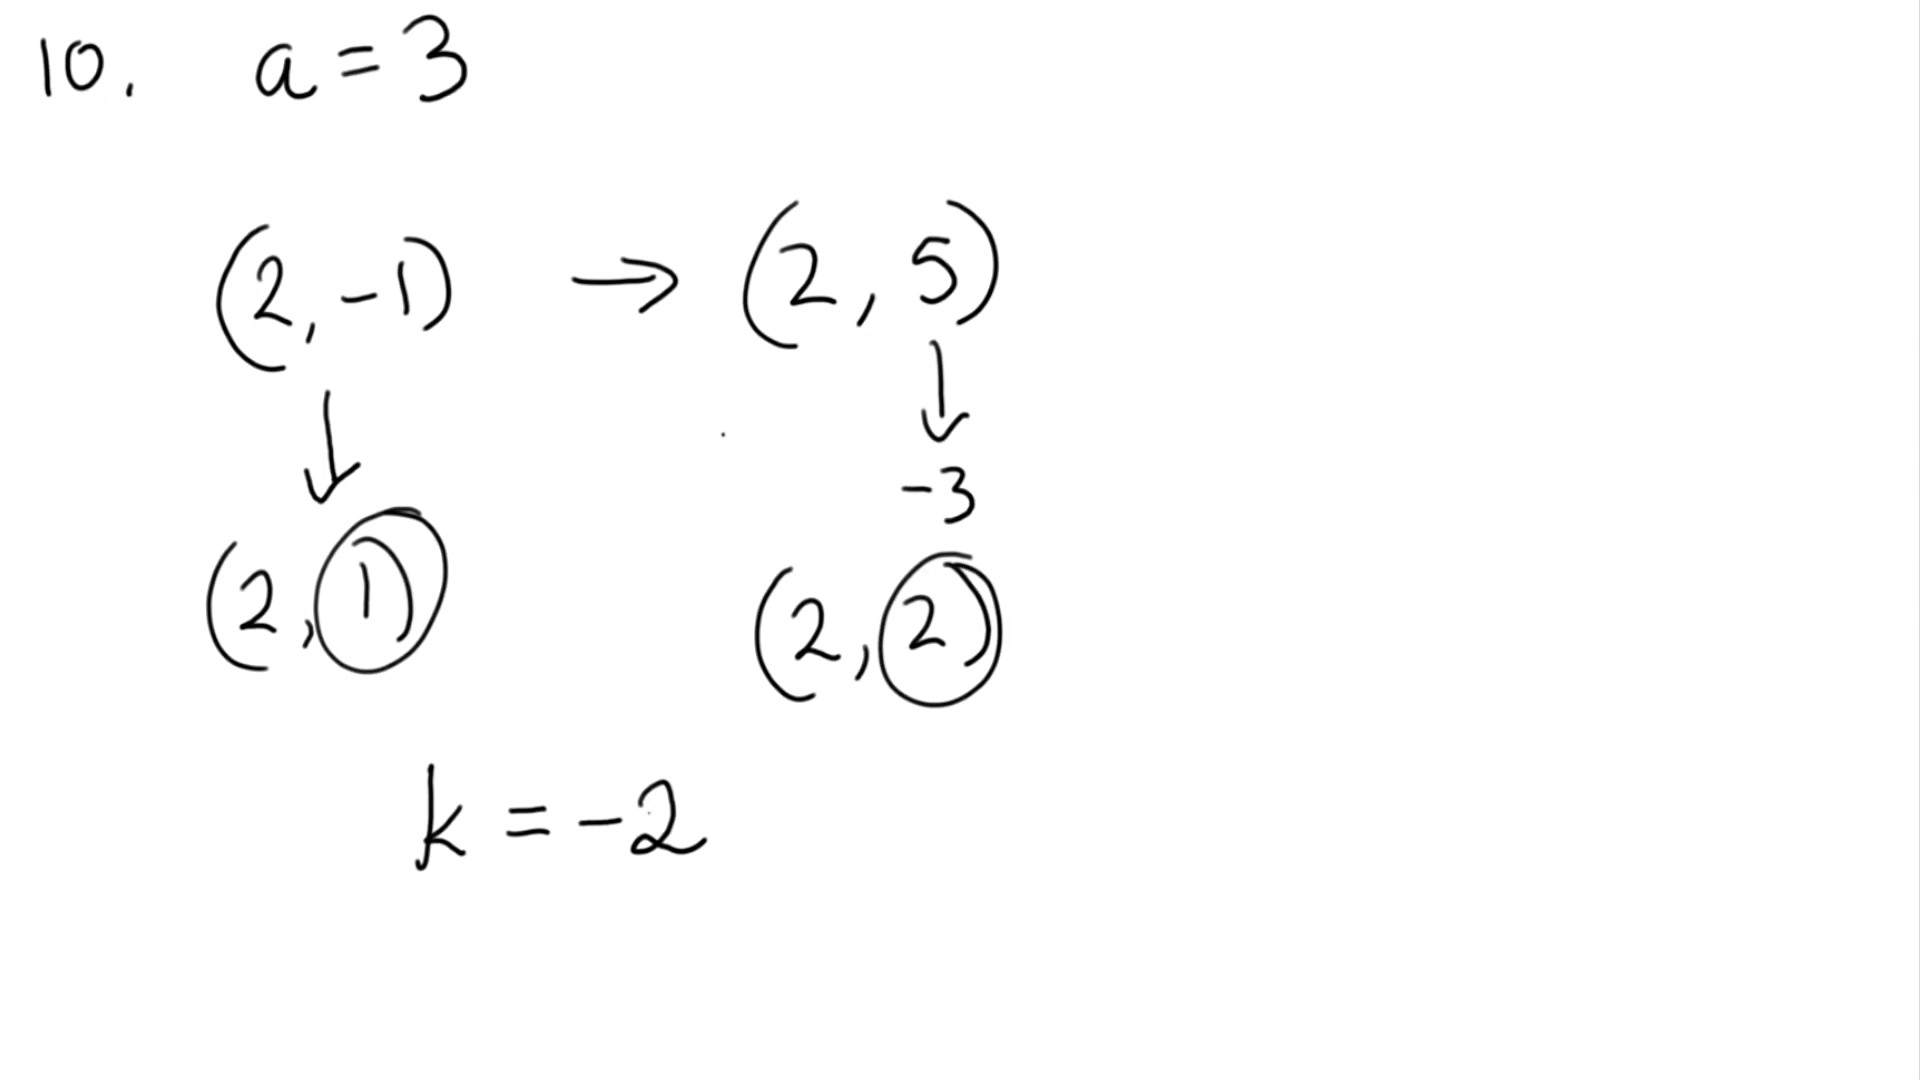 10. a = 3
(2, -1) → (2, 5)
↓ ↓
-3
(2, 1) (2, 2)
k = -2